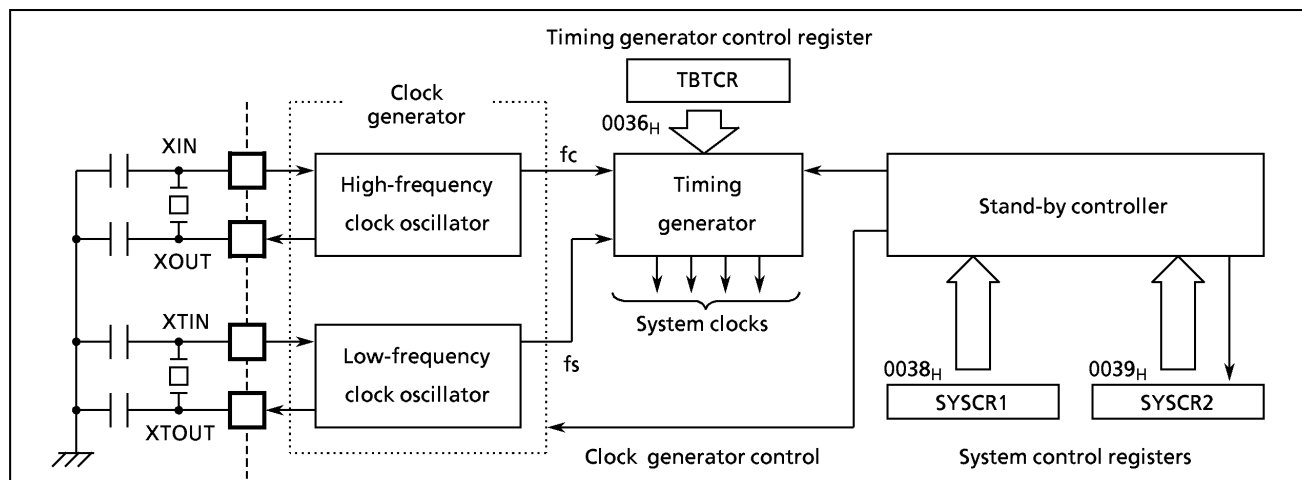 Timing generator control register
TBTCR
Clock
generator
0036H
XIN
fc
High-frequency
clock oscillator
Timing
generator
Stand-by controller
XOUT
XTIN
System clocks
Low-frequency
clock oscillator
fs
0038H
0039H
SYSCR1
SYSCR2
XTOUT
Clock generator control
System control registers